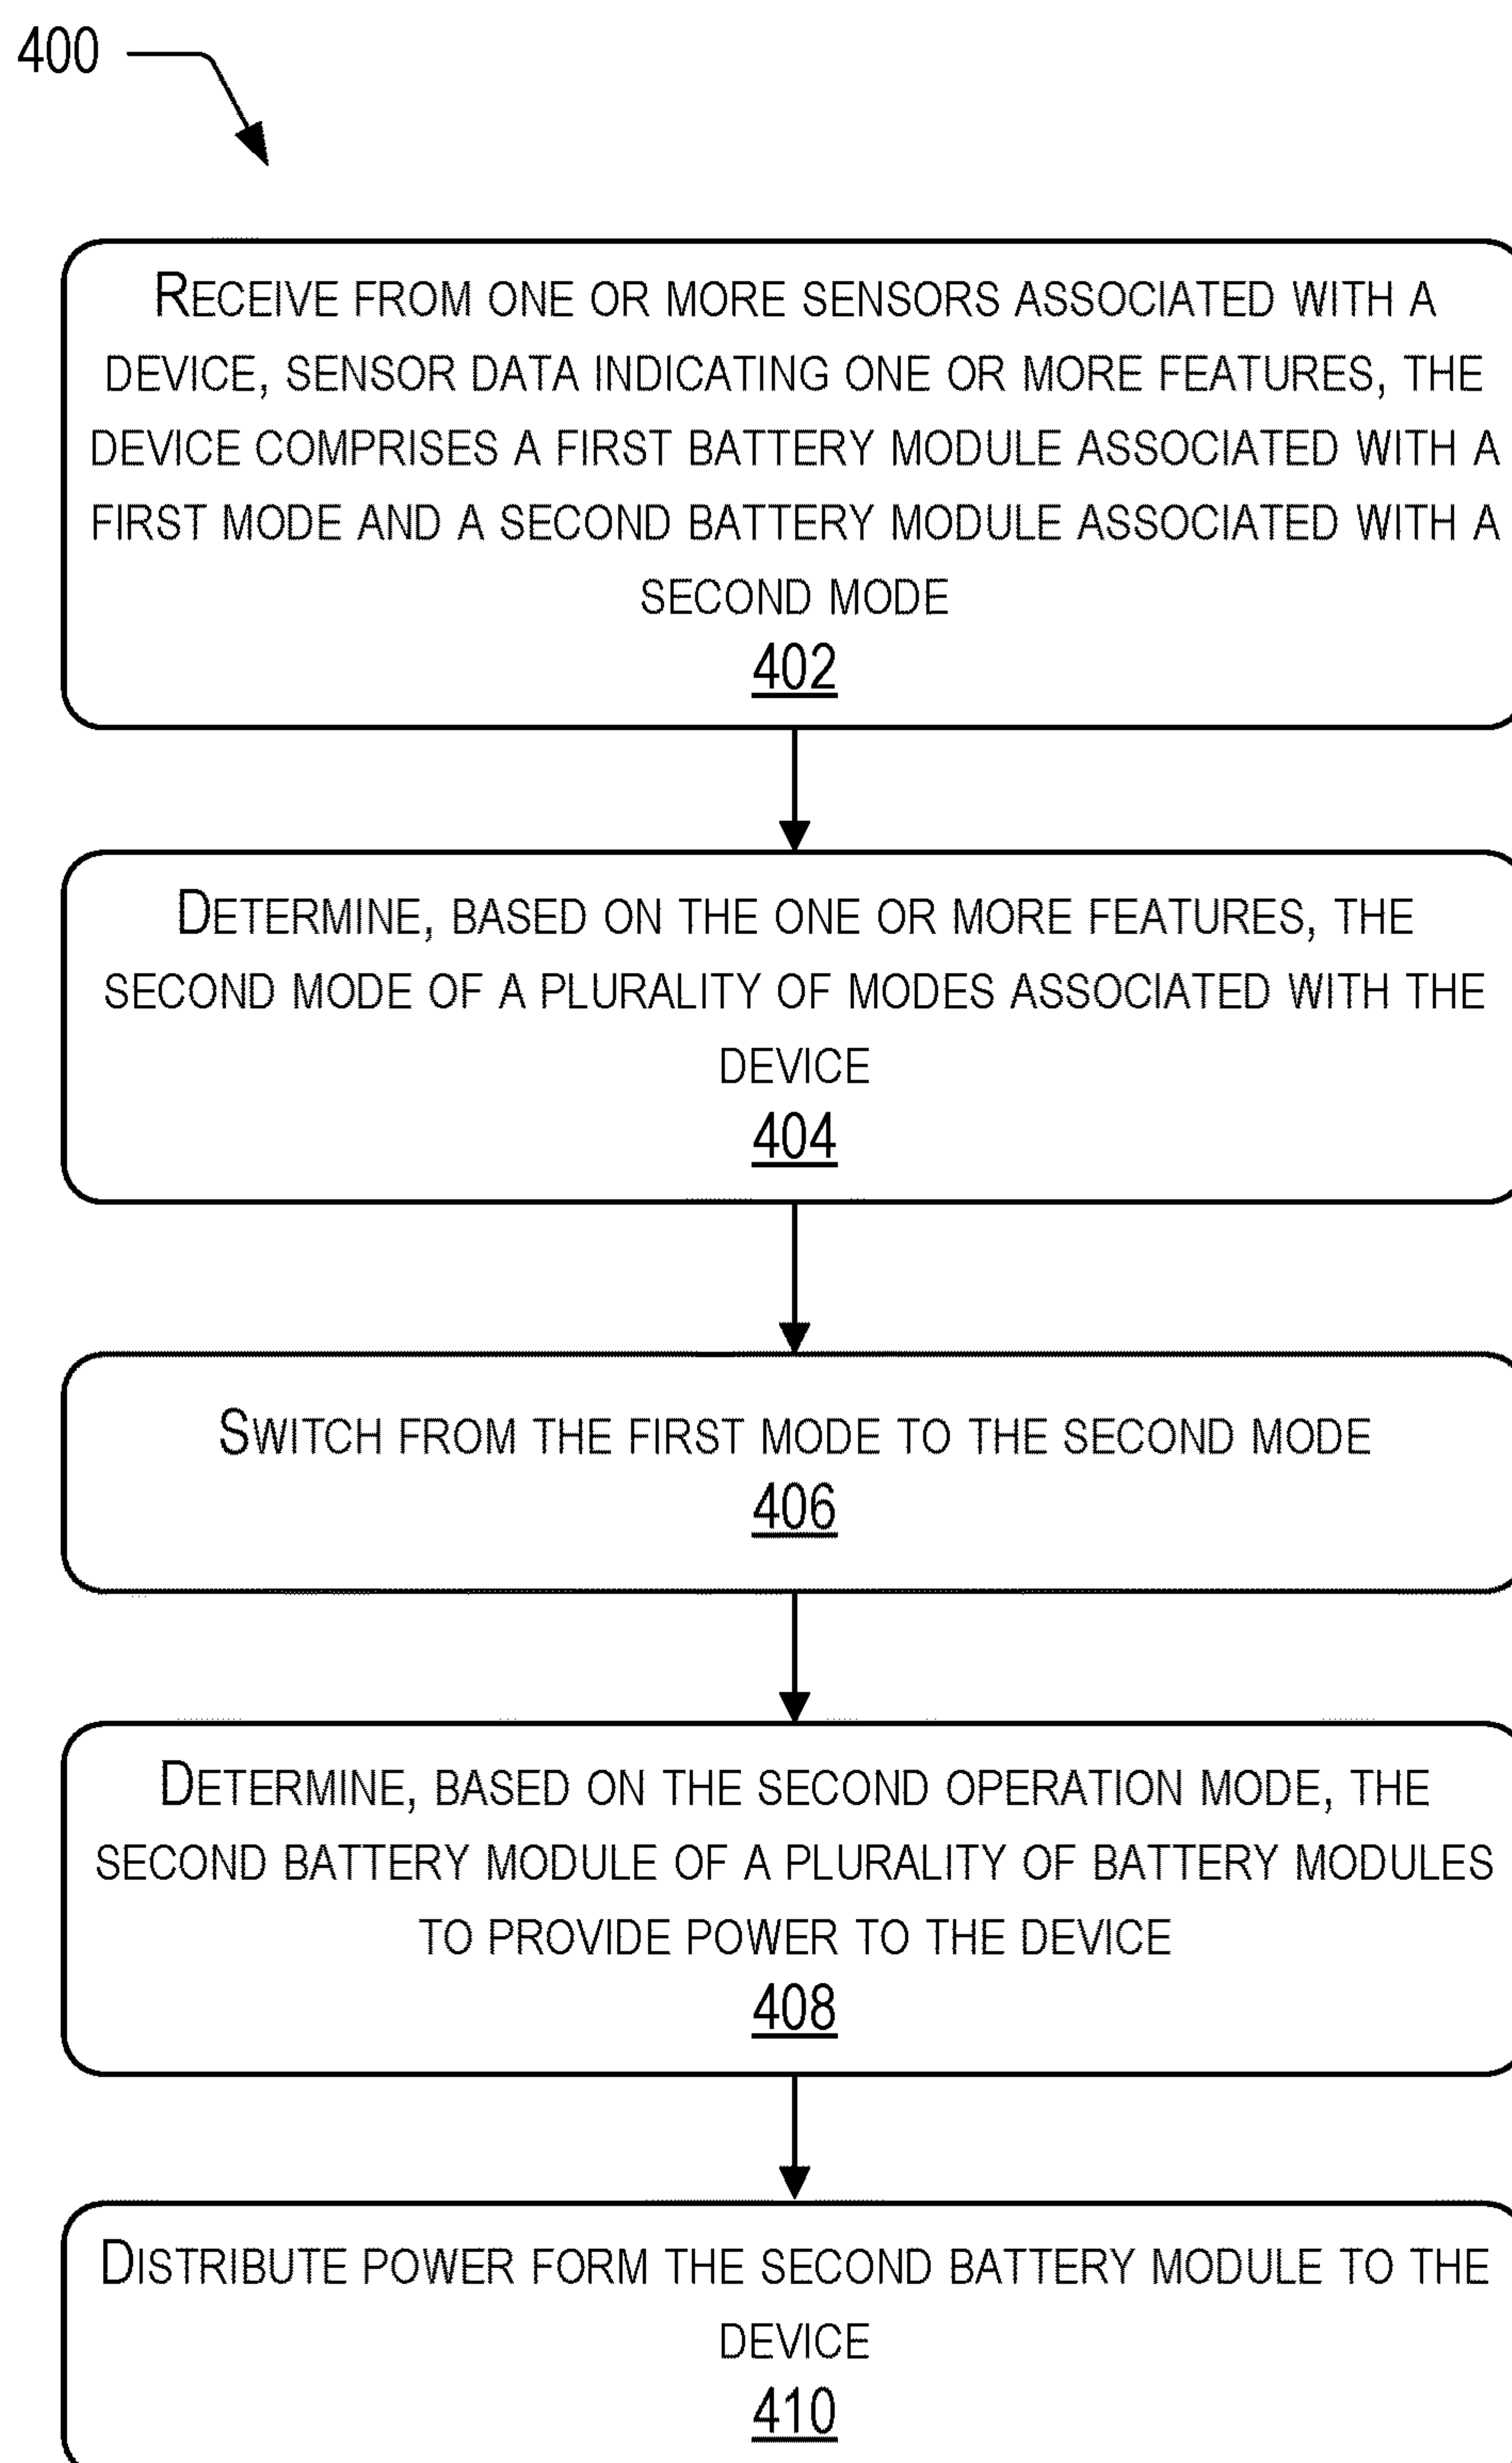 400
RECEIVE FROM ONE OR MORE SENSORS ASSOCIATED WITH A
DEVICE, SENSOR DATA INDICATING ONE OR MORE FEATURES, THE
DEVICE COMPRISES A FIRST BATTERY MODULE ASSOCIATED WITH A
FIRST MODE AND A SECOND BATTERY MODULE ASSOCIATED WITH A
SECOND MODE
402
DETERMINE, BASED ON THE ONE OR MORE FEATURES, THE
SECOND MODE OF A PLURALITY OF MODES ASSOCIATED WITH THE
DEVICE
404
SWITCH FROM THE FIRST MODE TO THE SECOND MODE
406
DETERMINE, BASED ON THE SECOND OPERATION MODE, THE
SECOND BATTERY MODULE OF A PLURALITY OF BATTERY MODULES
TO PROVIDE POWER TO THE DEVICE
408
DISTRIBUTE POWER FORM THE SECOND BATTERY MODULE TO THE
DEVICE
410